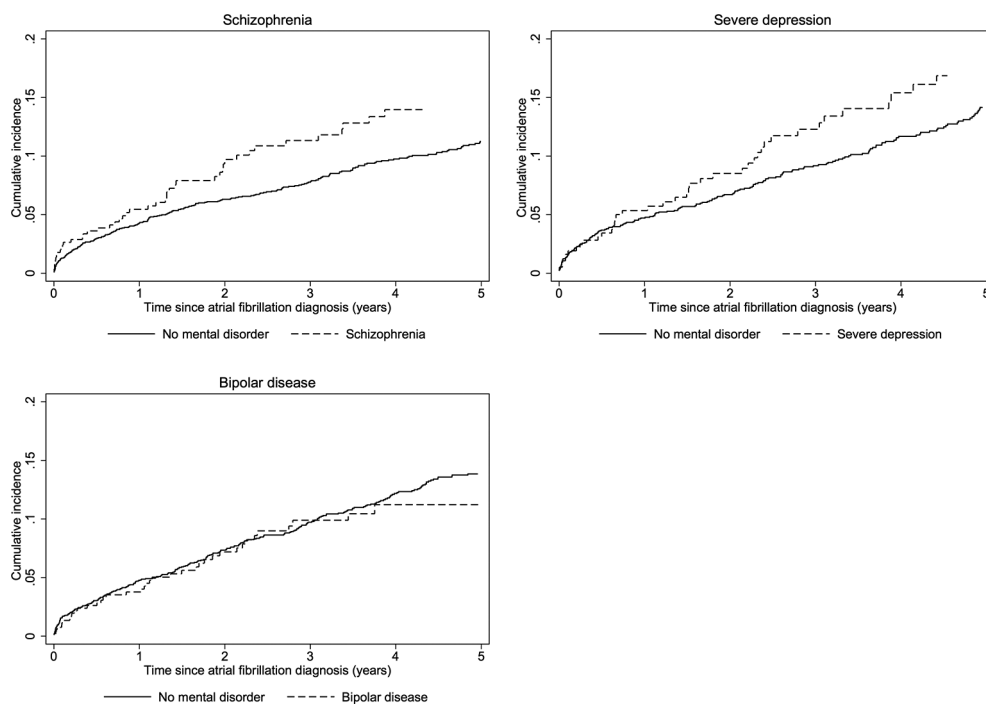 Schizophrenia
Cumulative incidence
.2
.15
.1
.05
0
0 1 2 3 4 5
Time since atrial fibrillation diagnosis (years)
No mental disorder Schizophrenia
Severe depression
Cumulative incidence
.2
.15
.1
.05
0
0 1 2 3 4 5
Time since atrial fibrillation diagnosis (years)
No mental disorder Severe depression
Bipolar disease
Cumulative incidence
.2
.15
.1
.05
0
0 1 2 3 4 5
Time since atrial fibrillation diagnosis (years)
No mental disorder Bipolar disease